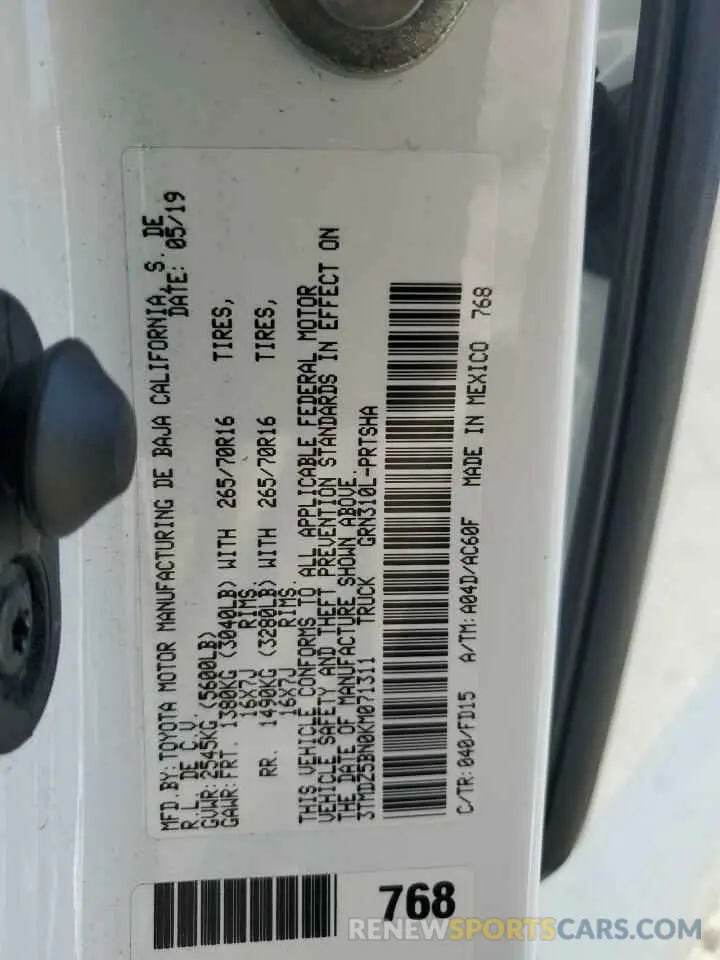 MFD.BY:TOYOTA MOTOR MANUFACTURING DE BAJA CALIFORNIA,S. DE
R.L. DE C.V. DATE: 05/19
GVWR:2545KG (5600LB)
GAWR:FRT. 1380KG (3040LB) WITH 265/70R16 TIRES,
16X7J RIMS.
RR. 1490KG (3280LB) WITH 265/70R16 TIRES,
16X7J RIMS.
THIS VEHICLE CONFORMS TO ALL APPLICABLE FEDERAL MOTOR
VEHICLE SAFETY AND THEFT PREVENTION STANDARDS IN EFFECT ON
THE DATE OF MANUFACTURE SHOWN ABOVE.
3TMDZ5BN0KM071311 TRUCK GRN310L-PRTSHA
C/TR:040/FD15 A/TM:A04D/AC60F MADE IN MEXICO 768
768
RENEWSPORTSCARS.COM